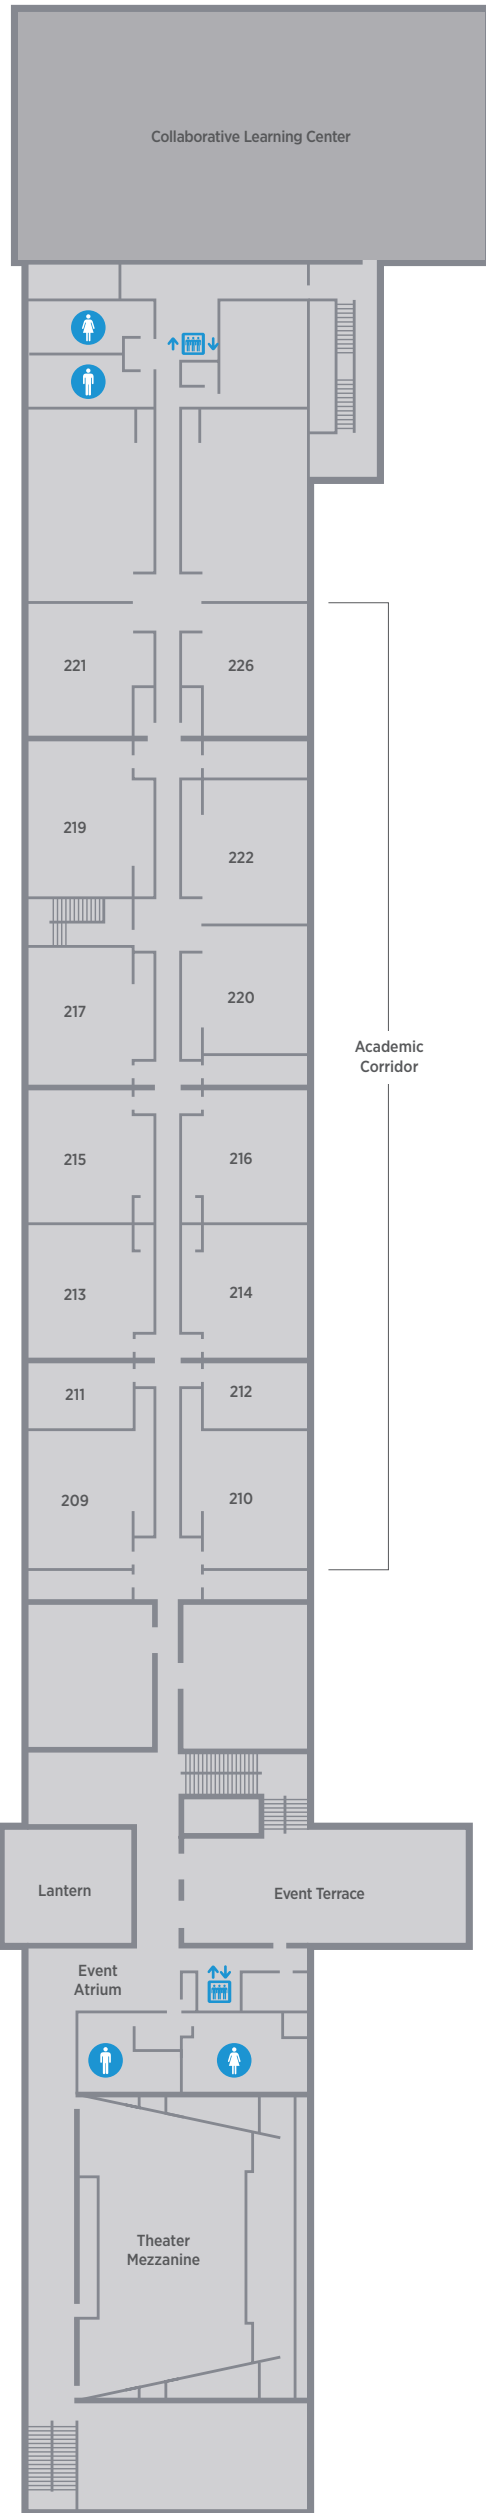 Collaborative Learning Center
221
226
219
222
217
220
Academic
Corridor
215
216
213
214
211
212
209
210
Lantern
Event Terrace
Event
Atrium
Theater
Mezzanine